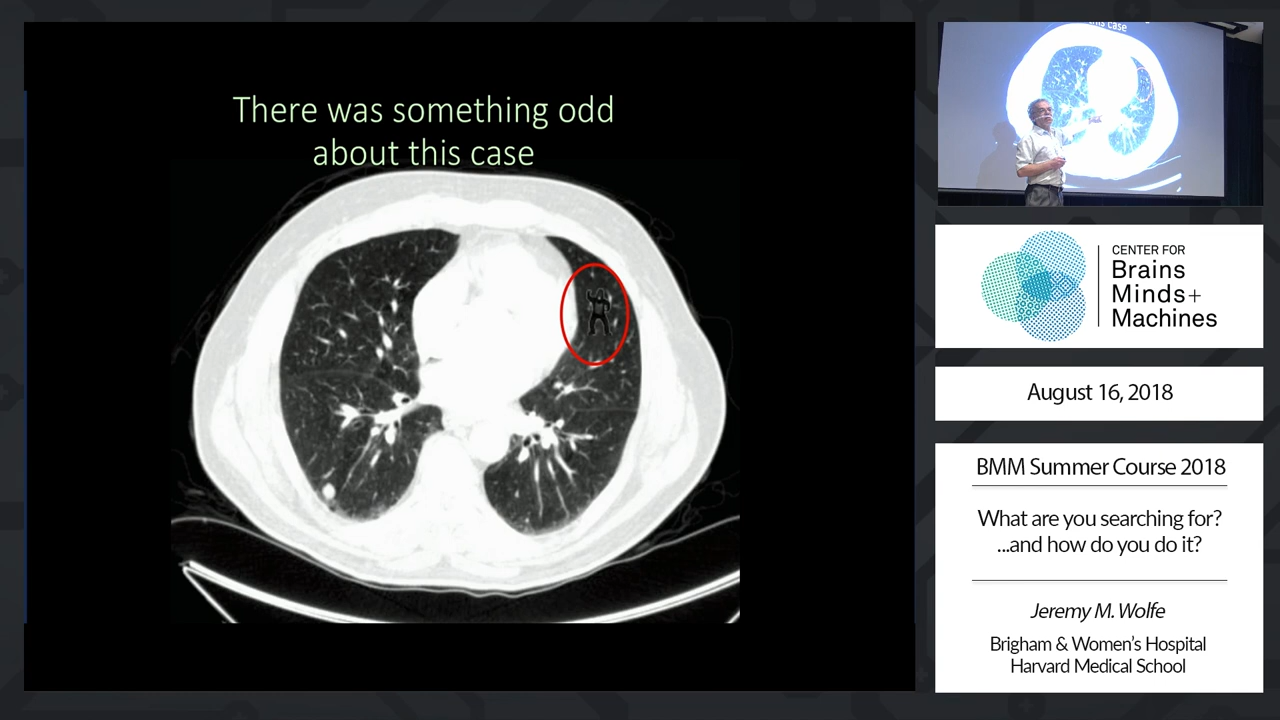 There was something odd
about this case
this case
CENTER FOR
Brains
Minds+
Machines
August 16, 2018
BMM Summer Course 2018
What are you searching for?
...and how do you do it?
Jeremy M. Wolfe
Brigham & Women's Hospital
Harvard Medical School